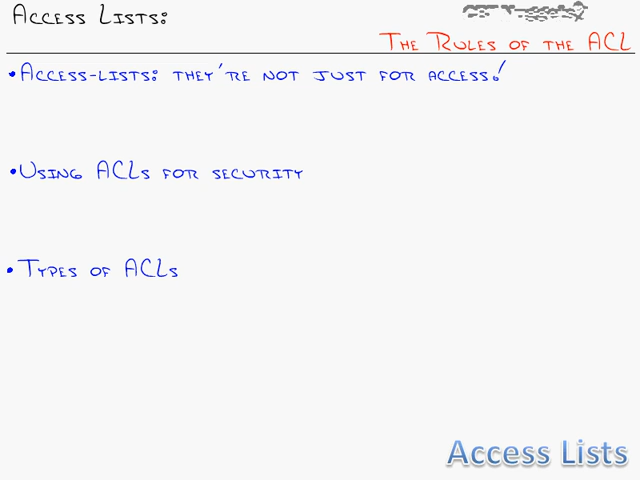 Access Lists:
The Rules of the ACL
•Access-lists: they're not just for access!
•Using ACLs for security
•Types of ACLs
Access Lists